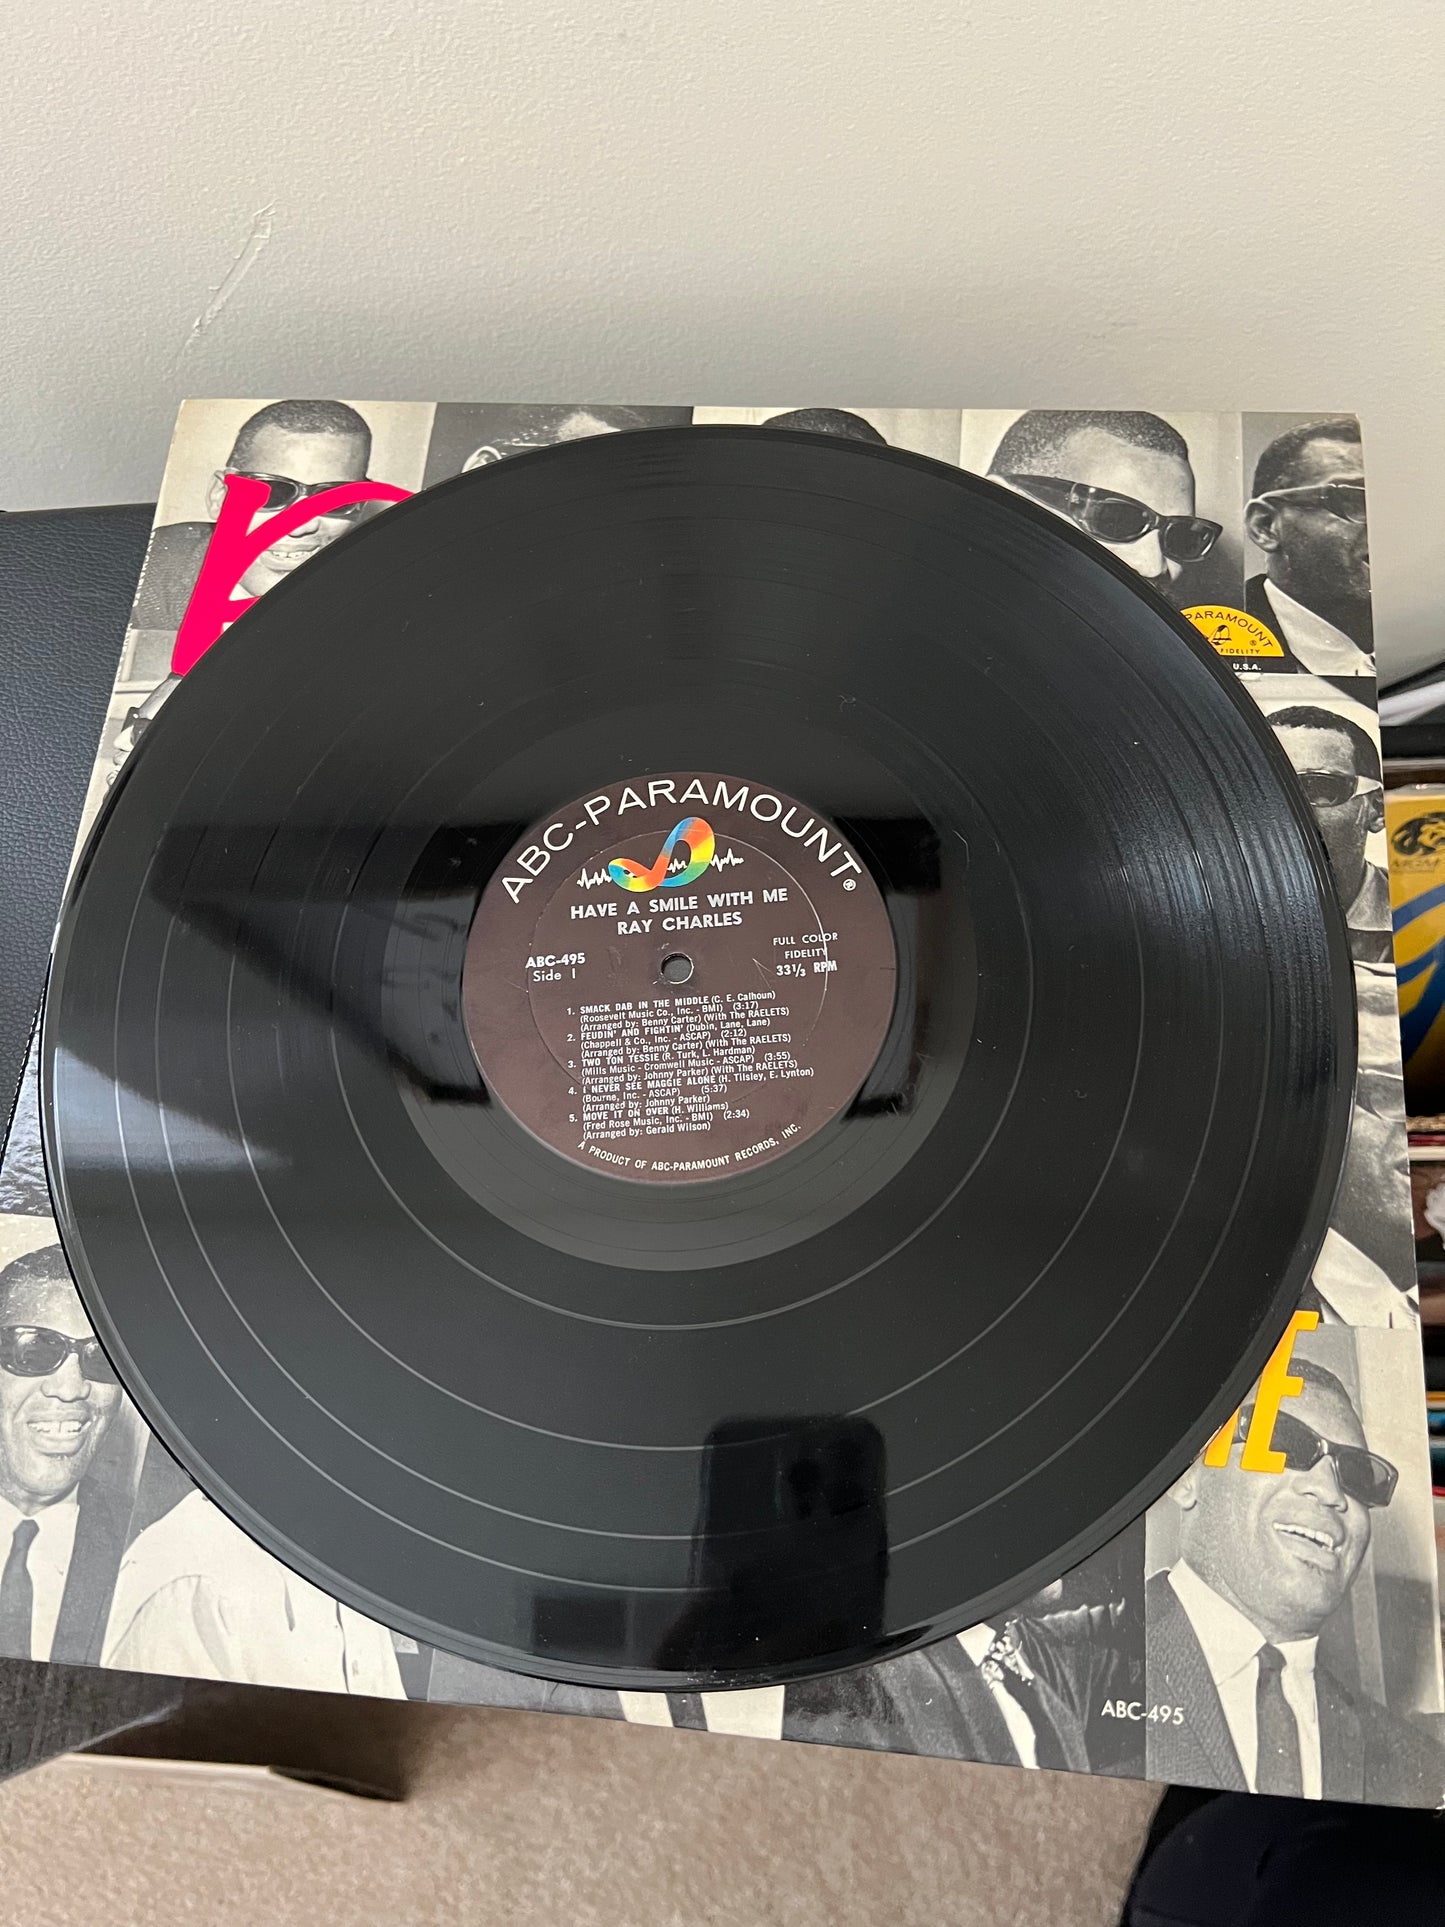 PARAMOUNT
®
FIDELITY
U.S.A.
ABC-PARAMOUNT®
HAVE A SMILE WITH ME
RAY CHARLES
ABC-495
Side 1
FULL COLOR
FIDELITY
33 1/3 RPM
1. SMACK DAB IN THE MIDDLE (C. E. Calhoun)
(Roosevelt Music Co., Inc. - BMI) (3:17)
(Arranged by: Benny Carter) (With The RAELETS)
2. FEUDIN' AND FIGHTIN' (Dubin, Lane, Lane)
(Chappell & Co., Inc. - ASCAP) (2:12)
(Arranged by: Benny Carter) (With The RAELETS)
3. TWO TON TESSIE (R. Turk, L. Hardman)
(Mills Music - Cromwell Music - ASCAP) (3:55)
(Arranged by: Johnny Parker) (With The RAELETS)
4. I NEVER SEE MAGGIE ALONE (H. Tilsley, E. Lynton)
(Bourne, Inc. - ASCAP) (5:37)
(Arranged by: Johnny Parker)
5. MOVE IT ON OVER (H. Williams)
(Fred Rose Music, Inc. - BMI) (2:34)
(Arranged by: Gerald Wilson)
A PRODUCT OF ABC-PARAMOUNT RECORDS, INC.
E
ABC-495